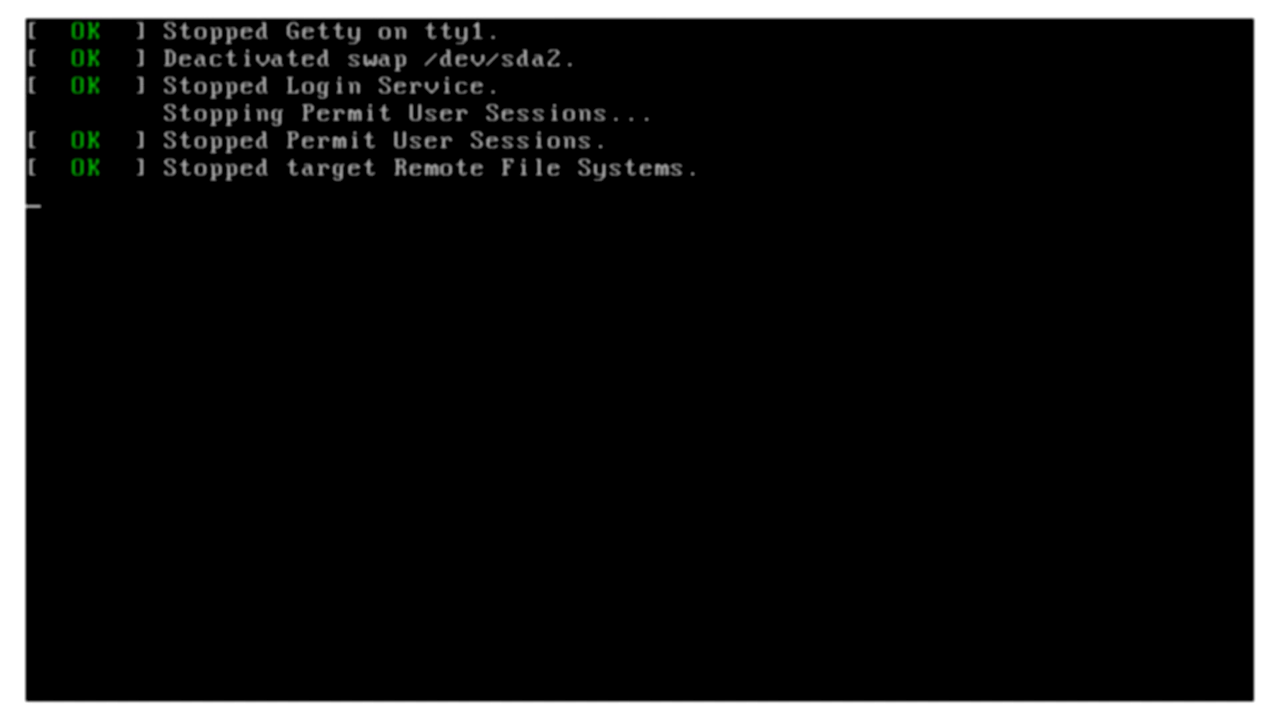 [  OK  ] Stopped Getty on tty1.
[  OK  ] Deactivated swap /dev/sda2.
[  OK  ] Stopped Login Service.
Stopping Permit User Sessions...
[  OK  ] Stopped Permit User Sessions.
[  OK  ] Stopped target Remote File Systems.